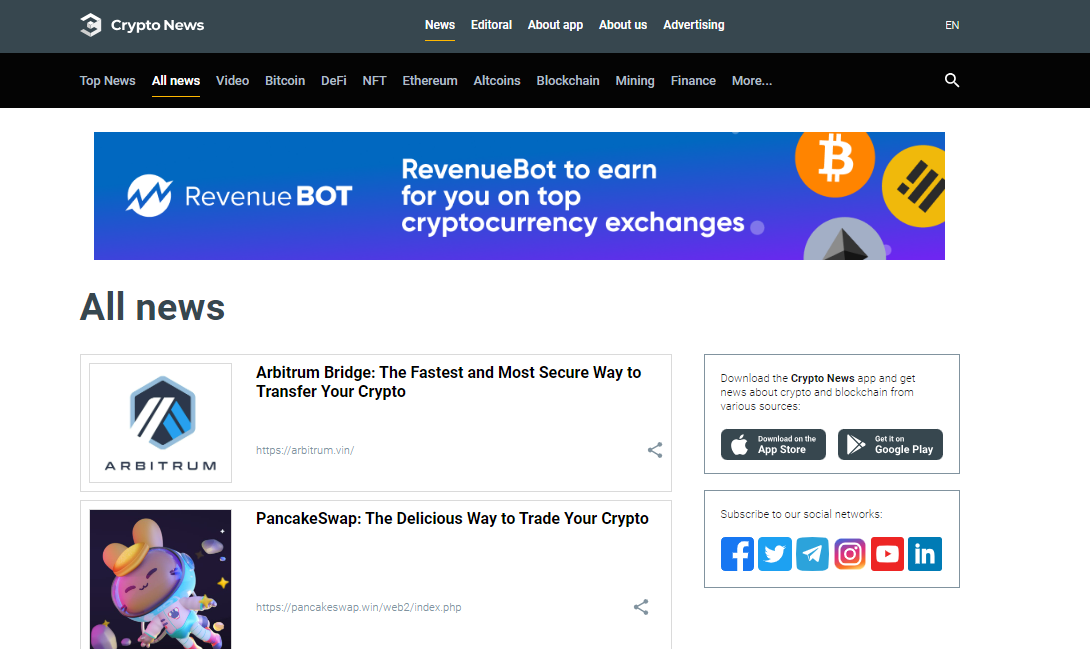 Crypto News
News Editoral About app About us Advertising
EN
Top News All news Video Bitcoin DeFi NFT Ethereum Altcoins Blockchain Mining Finance More...
Revenue BOT
RevenueBot to earn
for you on top
cryptocurrency exchanges
All news
ARBITRUM
Arbitrum Bridge: The Fastest and Most Secure Way to
Transfer Your Crypto
https://arbitrum.vin/
PancakeSwap: The Delicious Way to Trade Your Crypto
https://pancakeswap.win/web2/index.php
Download the Crypto News app and get
news about crypto and blockchain from
various sources:
Download on the
App Store
Get it on
Google Play
Subscribe to our social networks: